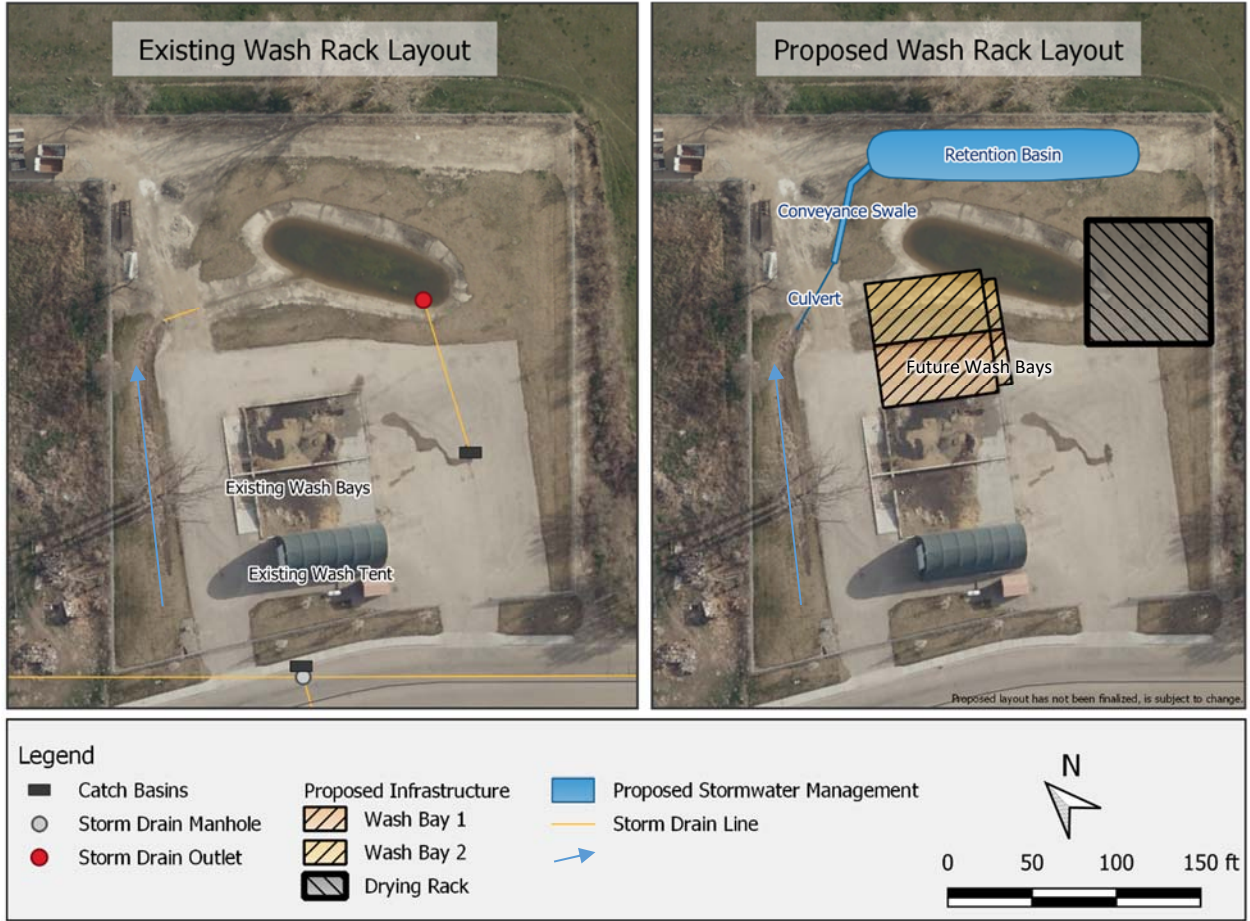 Existing Wash Rack Layout
Existing Wash Bays
Existing Wash Tent
Proposed Wash Rack Layout
Retention Basin
Conveyance Swale
Culvert
Future Wash Bays
Proposed layout has not been finalized, is subject to change.
Legend
Catch Basins
Storm Drain Manhole
Storm Drain Outlet
Proposed Infrastructure
Wash Bay 1
Wash Bay 2
Drying Rack
Proposed Stormwater Management
Storm Drain Line
N
0 50 100 150 ft